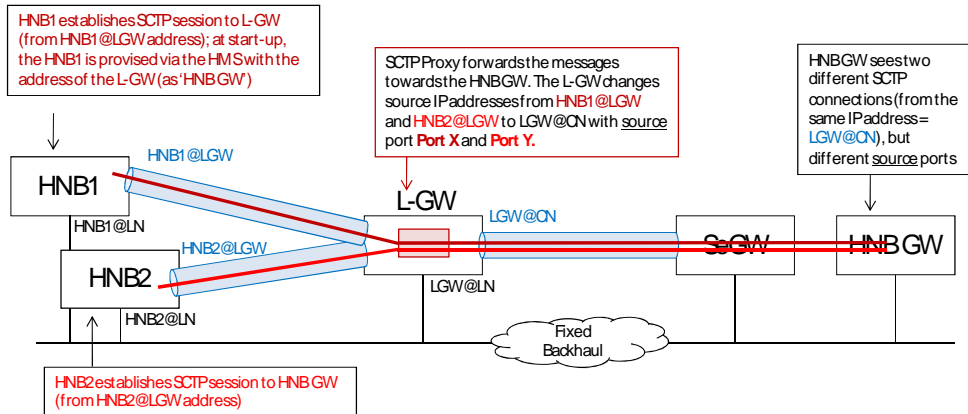 HNB1 establishes SCTP session to L-GW
(from HNB1@LGW address); at start-up,
the HNB1 is provised via the HMS with the
address of the L-GW (as ‘HNB GW’)
SCTP Proxy forwards the messages
towards the HNBGW. The L-GW changes
source IP addresses from HNB1@LGW
and HNB2@LGW to LGW@CN with source
port Port X and Port Y.
HNBGW sees two
different SCTP
connections (from the
same IP address =
LGW@CN), but
different source ports
HNB1@LGW
HNB1
L-GW
LGW@CN
HNB1@LN
HNB2@LGW
SeGW
HNB GW
HNB2
LGW@LN
HNB2@LN
Fixed
Backhaul
HNB2 establishes SCTP session to HNB GW
(from HNB2@LGW address)